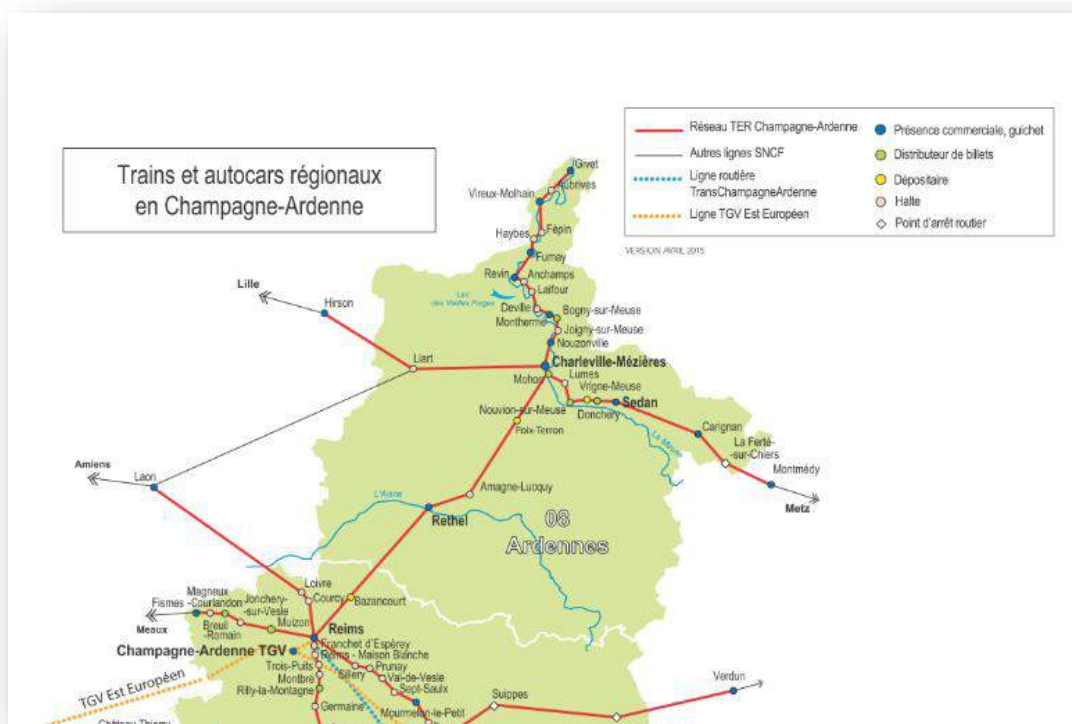 Trains et autocars régionaux
en Champagne-Ardenne
Réseau TER Champagne-Ardenne
Autres lignes SNCF
Ligne routière
TransChampagneArdenne
Ligne TGV Est Européen
Présence commerciale, guichet
Distributeur de billets
Dépositaire
Halte
Point d'arrêt routier
VERSION AVRIL 2015
Givet
Aubrives
Vireux-Molhain
Haybes
Fépin
Fumay
Revin
Anchamps
Laifour
Lac
des Vieilles Forges
Deville
Bogny-sur-Meuse
Monthermé
Joigny-sur-Meuse
Nouzonville
Lille
Hirson
Liart
Charleville-Mézières
Mohon
Lumes
Vrigne-Meuse
Nouvion-sur-Meuse
Donchery
Sedan
Poix-Terron
La Meuse
Carignan
La Ferté-
-sur-Chiers
Montmédy
Metz
Amiens
Laon
Amagne-Lucquy
L'Aisne
Rethel
08
Ardennes
Loivre
Courcy
Bazancourt
Magneux
-Courlandon
Fismes
Jonchery-
-sur-Vesle
Meaux
Breuil
-Romain
Muizon
Reims
Franchet d'Espérey
Champagne-Ardenne TGV
Reims - Maison Blanche
Trois-Puits
Montbré
Sillery
Prunay
Val-de-Vesle
Rilly-la-Montagne
Sept-Saulx
Verdun
TGV Est Européen
Germaine
Mourmelon-le-Petit
Suippes
Château-Thierry